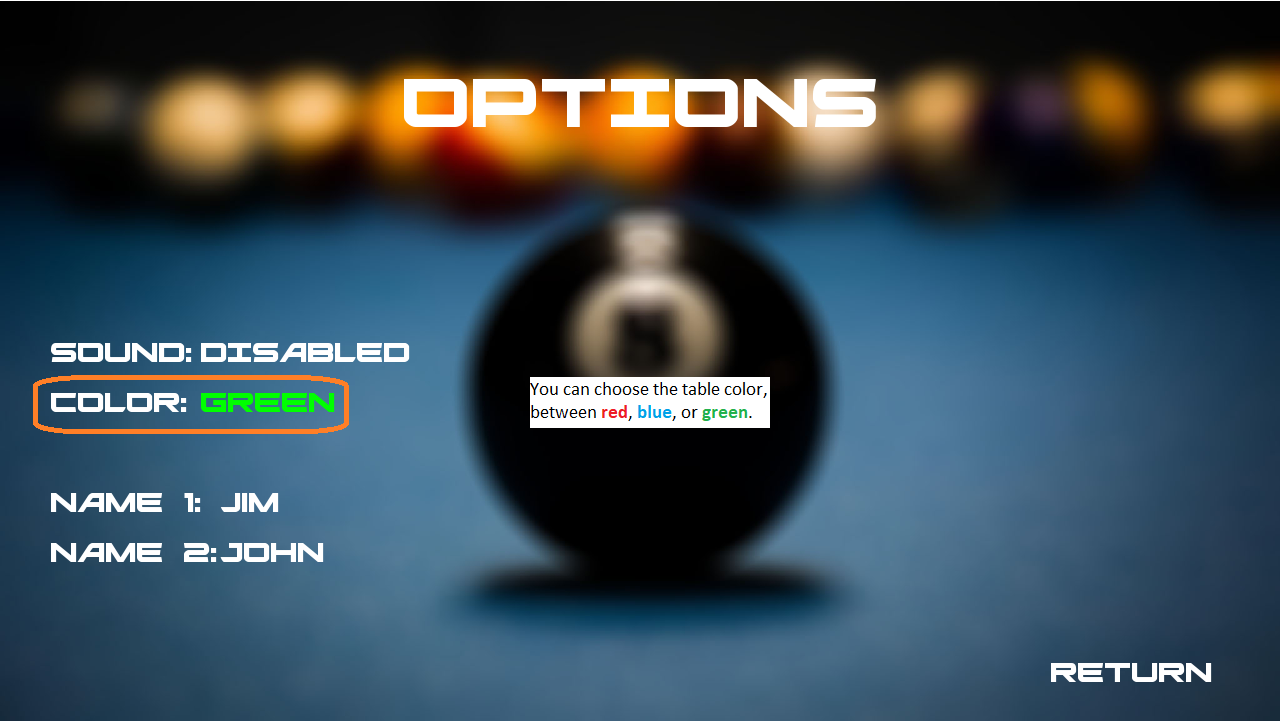 OPTIONS
SOUND: DISABLED
COLOR: GREEN
You can choose the table color,
between red, blue, or green.
NAME 1: JIM
NAME 2: JOHN
RETURN